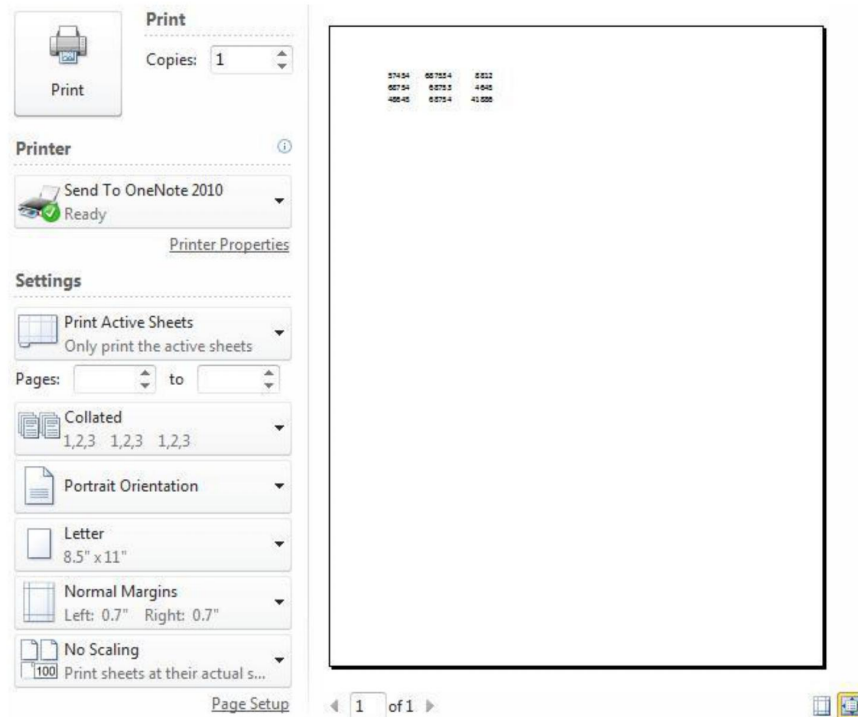 Print
Copies: 1
Print
Printer
Send To OneNote 2010
Ready
Printer Properties
Settings
Print Active Sheets
Only print the active sheets
Pages: to
Collated
1,2,3 1,2,3 1,2,3
Portrait Orientation
Letter
8.5" x 11"
Normal Margins
Left: 0.7" Right: 0.7"
No Scaling
100 Print sheets at their actual s...
Page Setup
68754 68753
68754
1 of 1